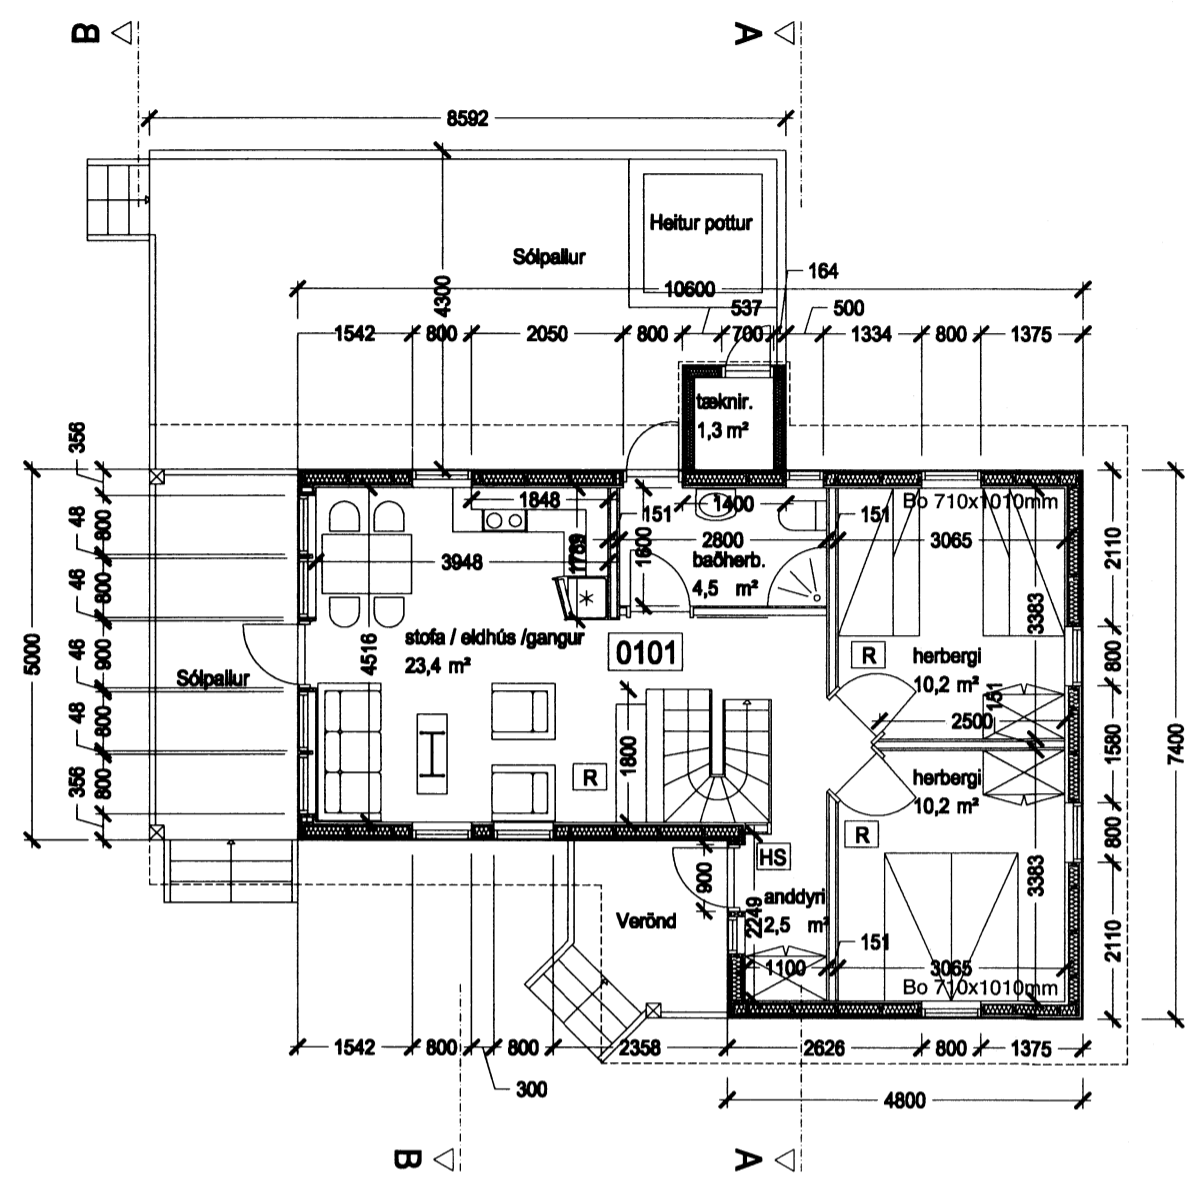 B
A
8592
Heitur pottur
Sólpallur
164
10600
4300
537
500
1542
800
2050
800
700
1334
800
1375
tæknir.
1,3 m²
356
48
800
46
800
46
900
48
800
356
800
5000
1848
151
1400
151
Bo 710x1010mm
2800
3065
3948
1789
1600
baðherb.
4,5 m²
2110
3383
stofa / eldhús /gangur
23,4 m²
4516
0101
R
herbergi
10,2 m²
151
2500
800
Sólpallur
1800
R
1580
7400
herbergi
10,2 m²
R
800
HS
900
3383
anddyri
2,5 m²
2249
Verönd
151
2110
1100
3065
Bo 710x1010mm
1542
800
800
2358
2626
800
1375
300
4800
B
A